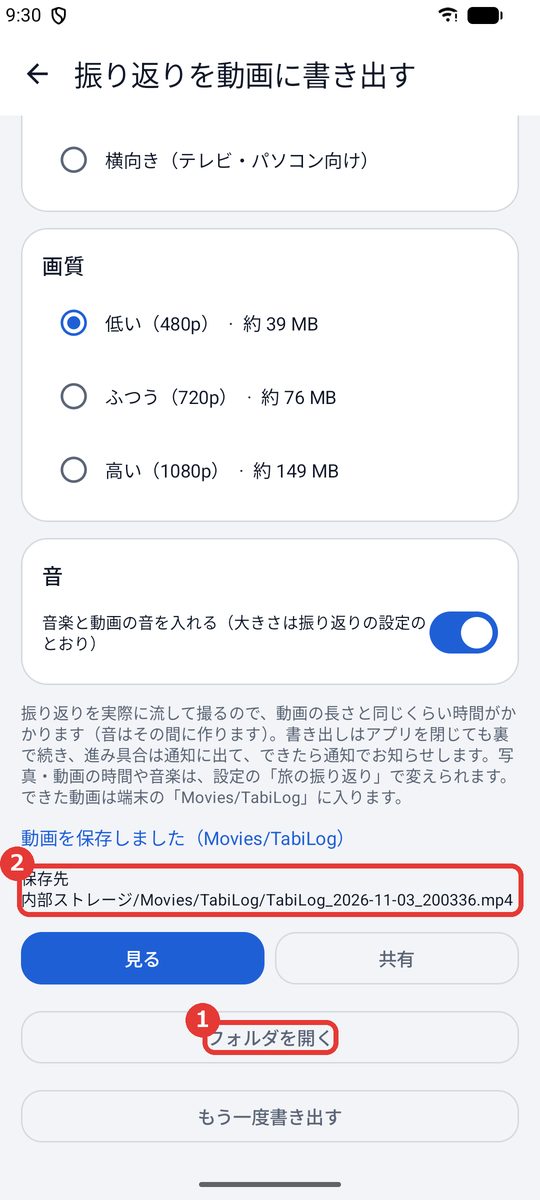 9:30
振り返りを動画に書き出す
横向き（テレビ・パソコン向け）
画質
低い（480p） · 約 39 MB
ふつう（720p） · 約 76 MB
高い（1080p） · 約 149 MB
音
音楽と動画の音を入れる（大きさは振り返りの設定の
とおり）
振り返りを実際に流して撮るので、動画の長さと同じくらい時間がか
かります（音はその間に作ります）。書き出しはアプリを閉じても裏
で続き、進み具合は通知に出て、できたら通知でお知らせします。写
真・動画の時間や音楽は、設定の「旅の振り返り」で変えられます。
できた動画は端末の「Movies/TabiLog」に入ります。
動画を保存しました（Movies/TabiLog）
2
保存先
内部ストレージ/Movies/TabiLog/TabiLog_2026-11-03_200336.mp4
見る
共有
1
フォルダを開く
もう一度書き出す